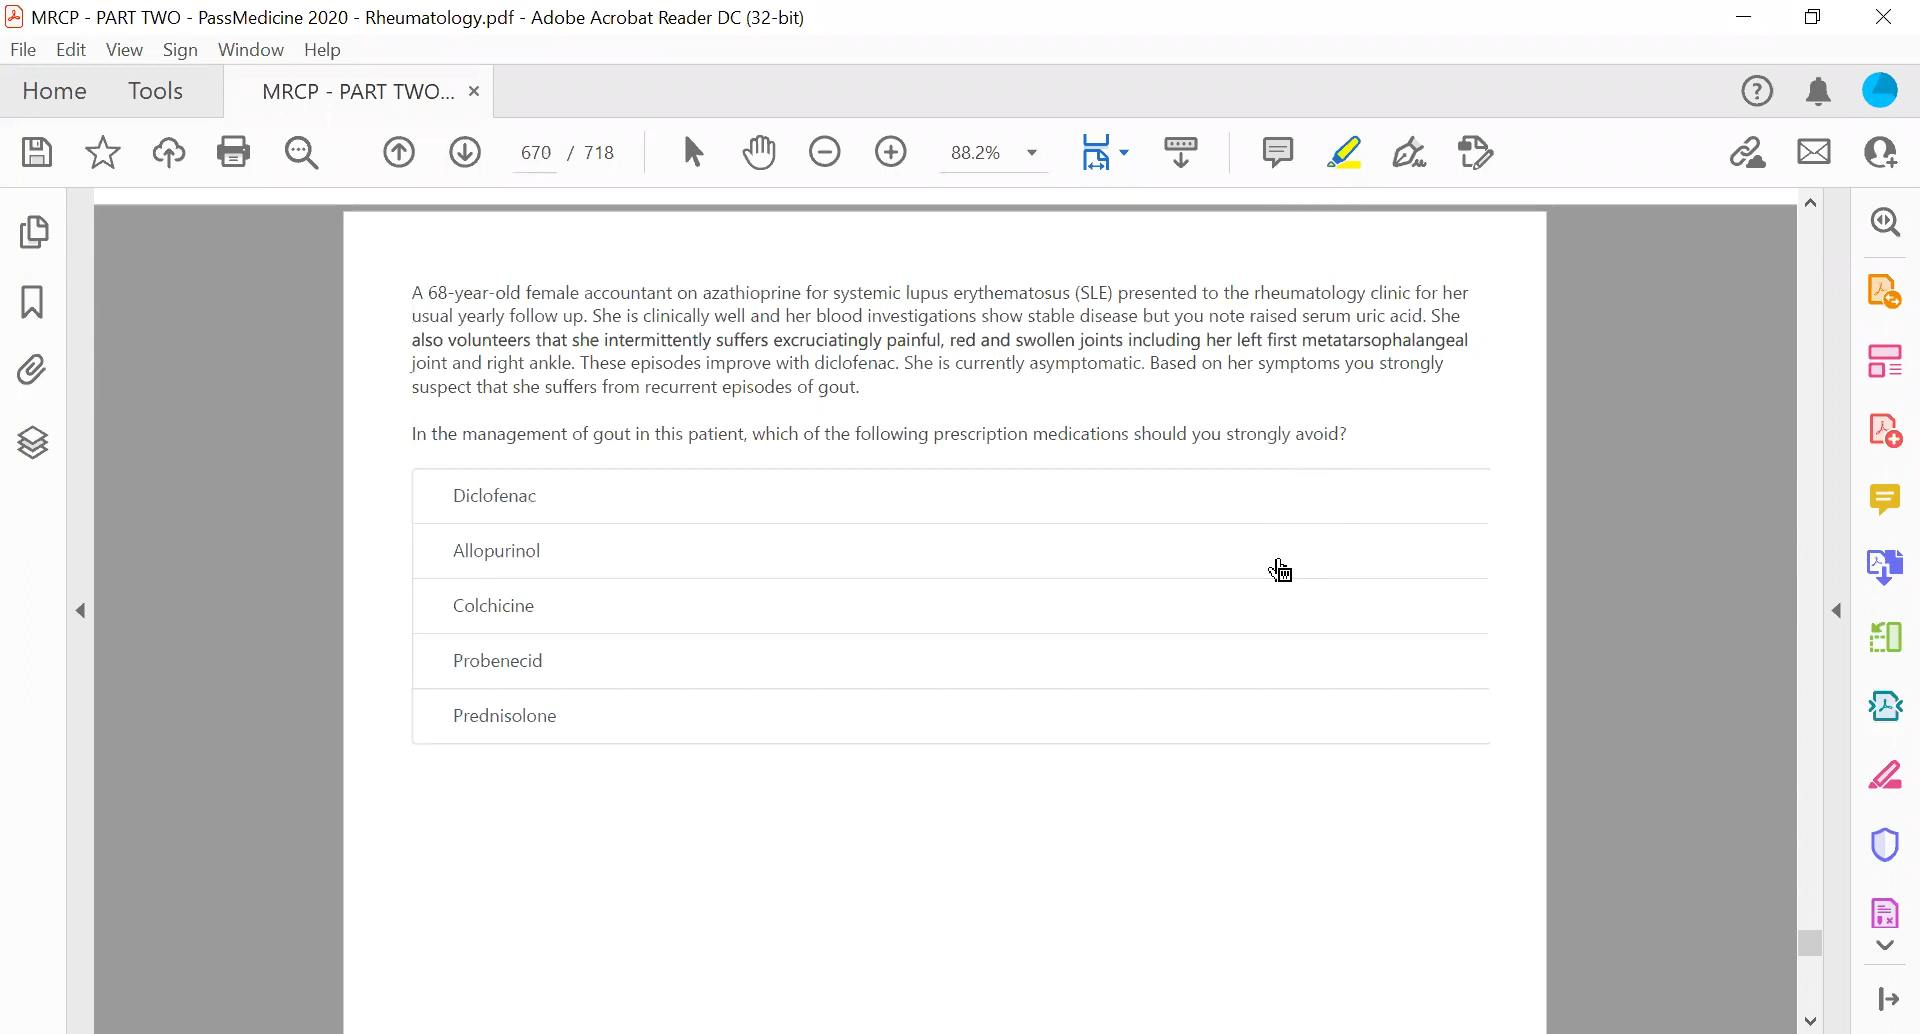 MRCP - PART TWO - PassMedicine 2020 - Rheumatology.pdf - Adobe Acrobat Reader DC (32-bit)
File Edit View Sign Window Help
Home Tools MRCP - PART TWO...
670 / 718 88.2%
A 68-year-old female accountant on azathioprine for systemic lupus erythematosus (SLE) presented to the rheumatology clinic for her
usual yearly follow up. She is clinically well and her blood investigations show stable disease but you note raised serum uric acid. She
also volunteers that she intermittently suffers excruciatingly painful, red and swollen joints including her left first metatarsophalangeal
joint and right ankle. These episodes improve with diclofenac. She is currently asymptomatic. Based on her symptoms you strongly
suspect that she suffers from recurrent episodes of gout.
In the management of gout in this patient, which of the following prescription medications should you strongly avoid?
Diclofenac
Allopurinol
Colchicine
Probenecid
Prednisolone